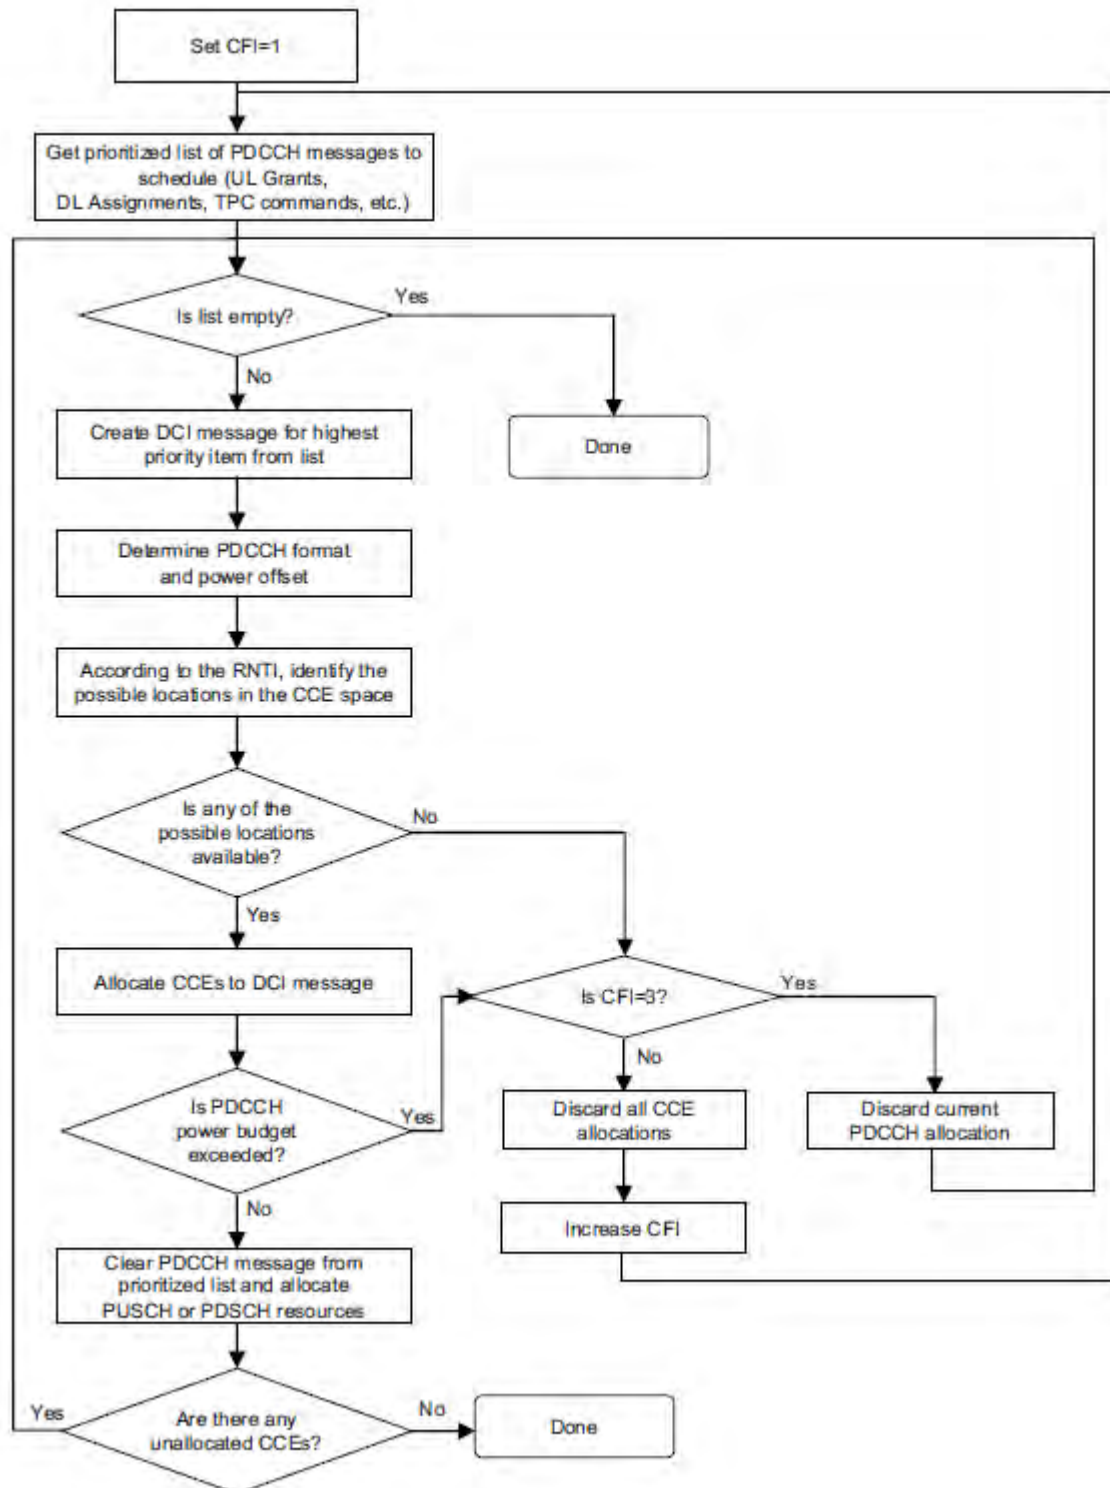 Set CFI=1
Get prioritized list of PDCCH messages to
schedule (UL Grants,
DL Assignments, TPC commands, etc.)
Is list empty?
Yes
No
Create DCI message for highest
priority item from list
Done
Determine PDCCH format
and power offset
According to the RNTI, identify the
possible locations in the CCE space
Is any of the
possible locations
available?
No
Yes
Allocate CCEs to DCI message
Is CFI=3?
Yes
No
Is PDCCH
power budget
exceeded?
Yes
No
Discard all CCE
allocations
Discard current
PDCCH allocation
Increase CFI
Clear PDCCH message from
prioritized list and allocate
PUSCH or PDSCH resources
Are there any
unallocated CCEs?
Yes
No
Done